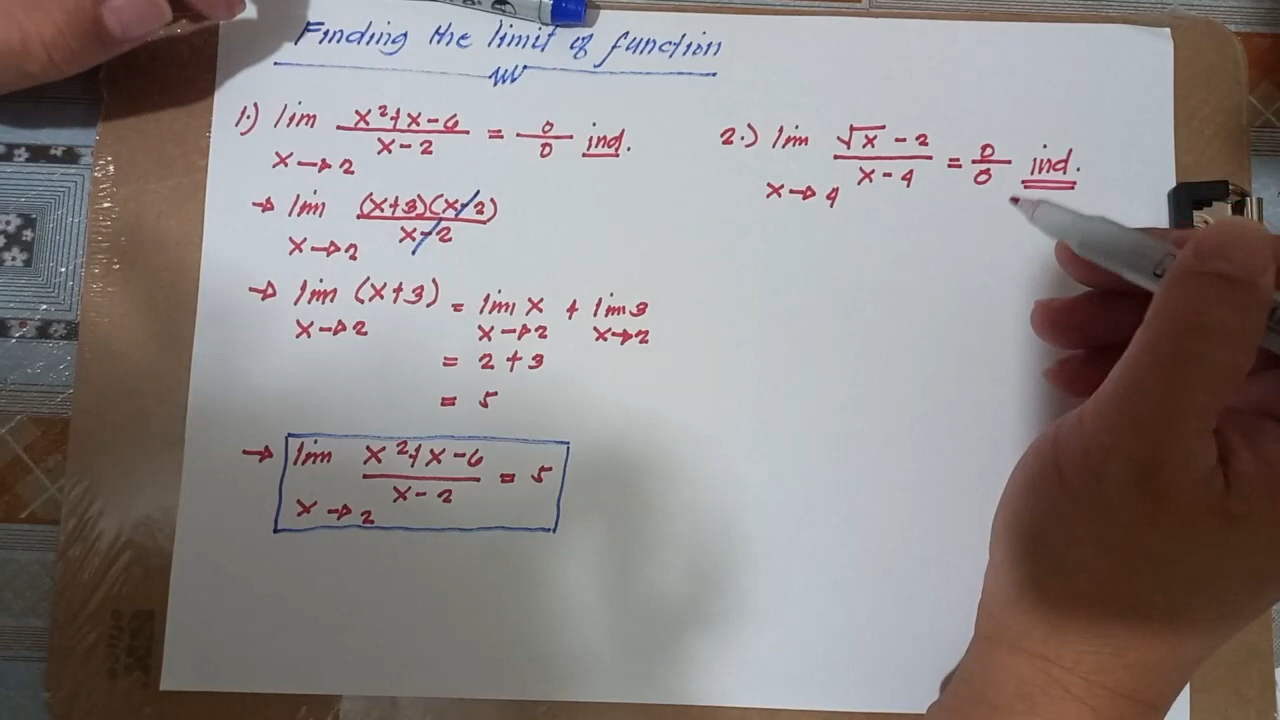 Finding the limit of function
1.) lim x²+x-6 / x-2 = 0/0 ind.
x→2
→ lim (x+3)(x-2) / x-2
x→2
→ lim (x+3) = lim x + lim 3
x→2 x→2 x→2
= 2+3
= 5
→ lim x²+x-6 / x-2 = 5
x→2
2.) lim √x-2 / x-4 = 0/0 ind.
x→4